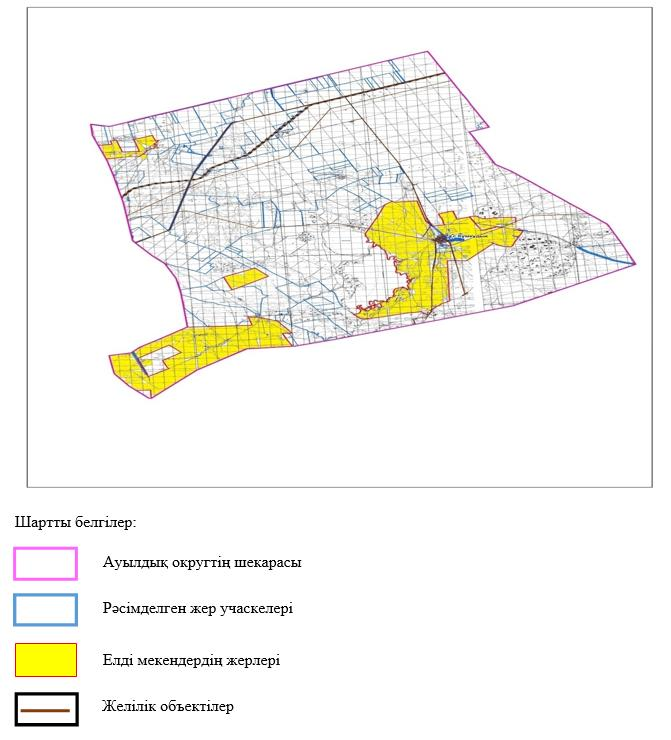 Шартты белгілер:
Ауылдық округтің шекарасы
Рәсімделген жер учаскелері
Елді мекендердің жерлері
Желілік объектілер